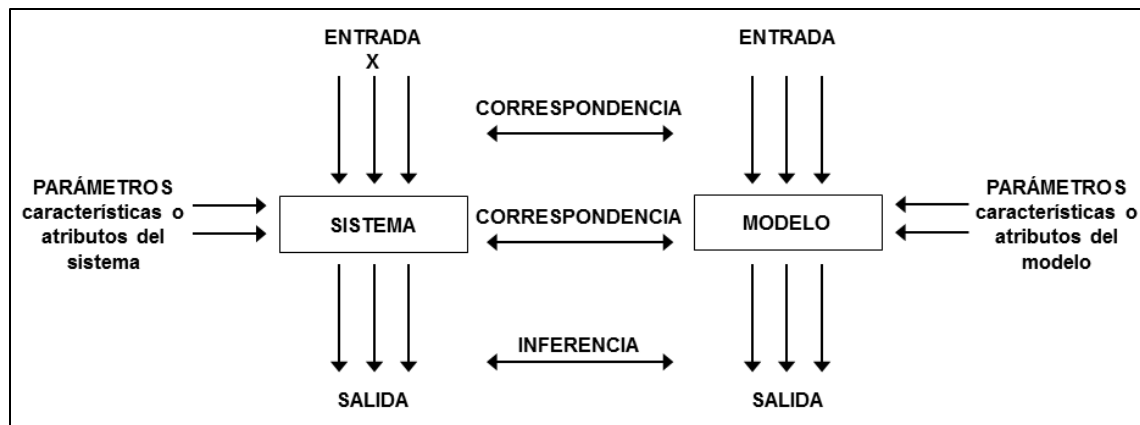 ENTRADA
X
ENTRADA
CORRESPONDENCIA
PARÁMETROS
características o
atributos del
sistema
SISTEMA
CORRESPONDENCIA
MODELO
PARÁMETROS
características o
atributos del
modelo
INFERENCIA
SALIDA
SALIDA